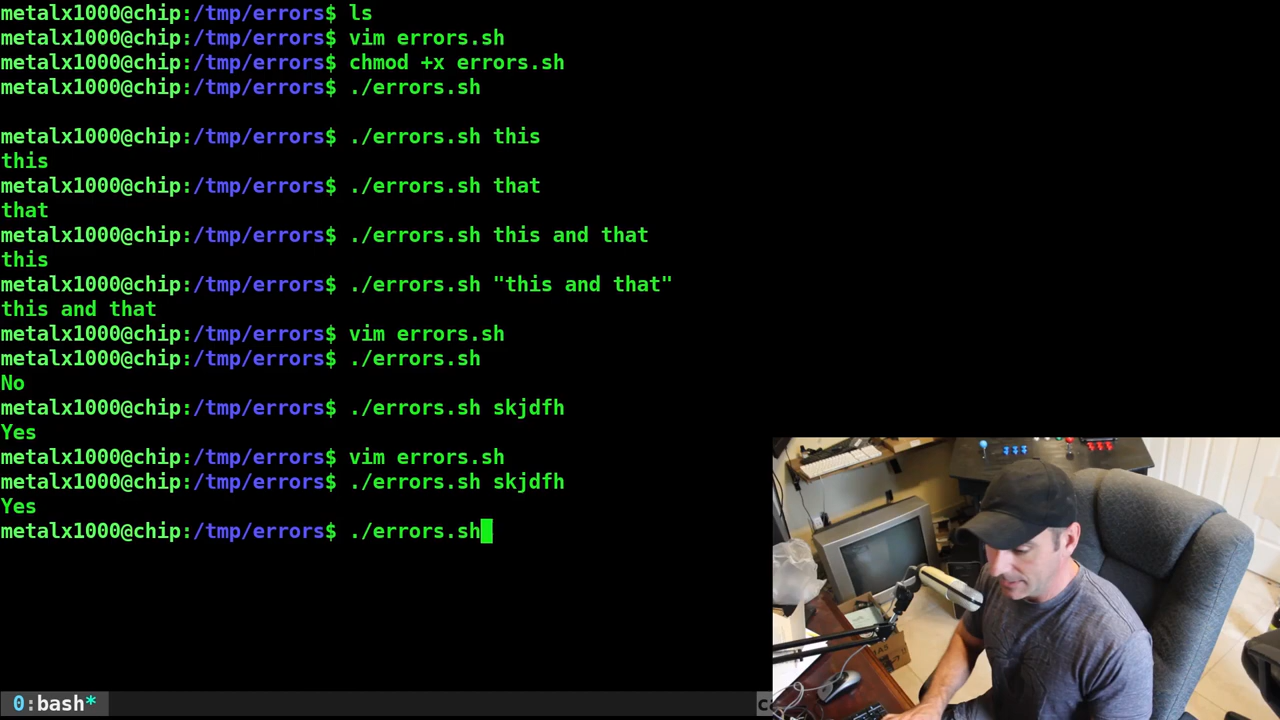 metalx1000@chip:/tmp/errors$ ls
metalx1000@chip:/tmp/errors$ vim errors.sh
metalx1000@chip:/tmp/errors$ chmod +x errors.sh
metalx1000@chip:/tmp/errors$ ./errors.sh
metalx1000@chip:/tmp/errors$ ./errors.sh this
this
metalx1000@chip:/tmp/errors$ ./errors.sh that
that
metalx1000@chip:/tmp/errors$ ./errors.sh this and that
this
metalx1000@chip:/tmp/errors$ ./errors.sh "this and that"
this and that
metalx1000@chip:/tmp/errors$ vim errors.sh
metalx1000@chip:/tmp/errors$ ./errors.sh
No
metalx1000@chip:/tmp/errors$ ./errors.sh skjdfh
Yes
metalx1000@chip:/tmp/errors$ vim errors.sh
metalx1000@chip:/tmp/errors$ ./errors.sh skjdfh
Yes
metalx1000@chip:/tmp/errors$ ./errors.sh
0:bash*